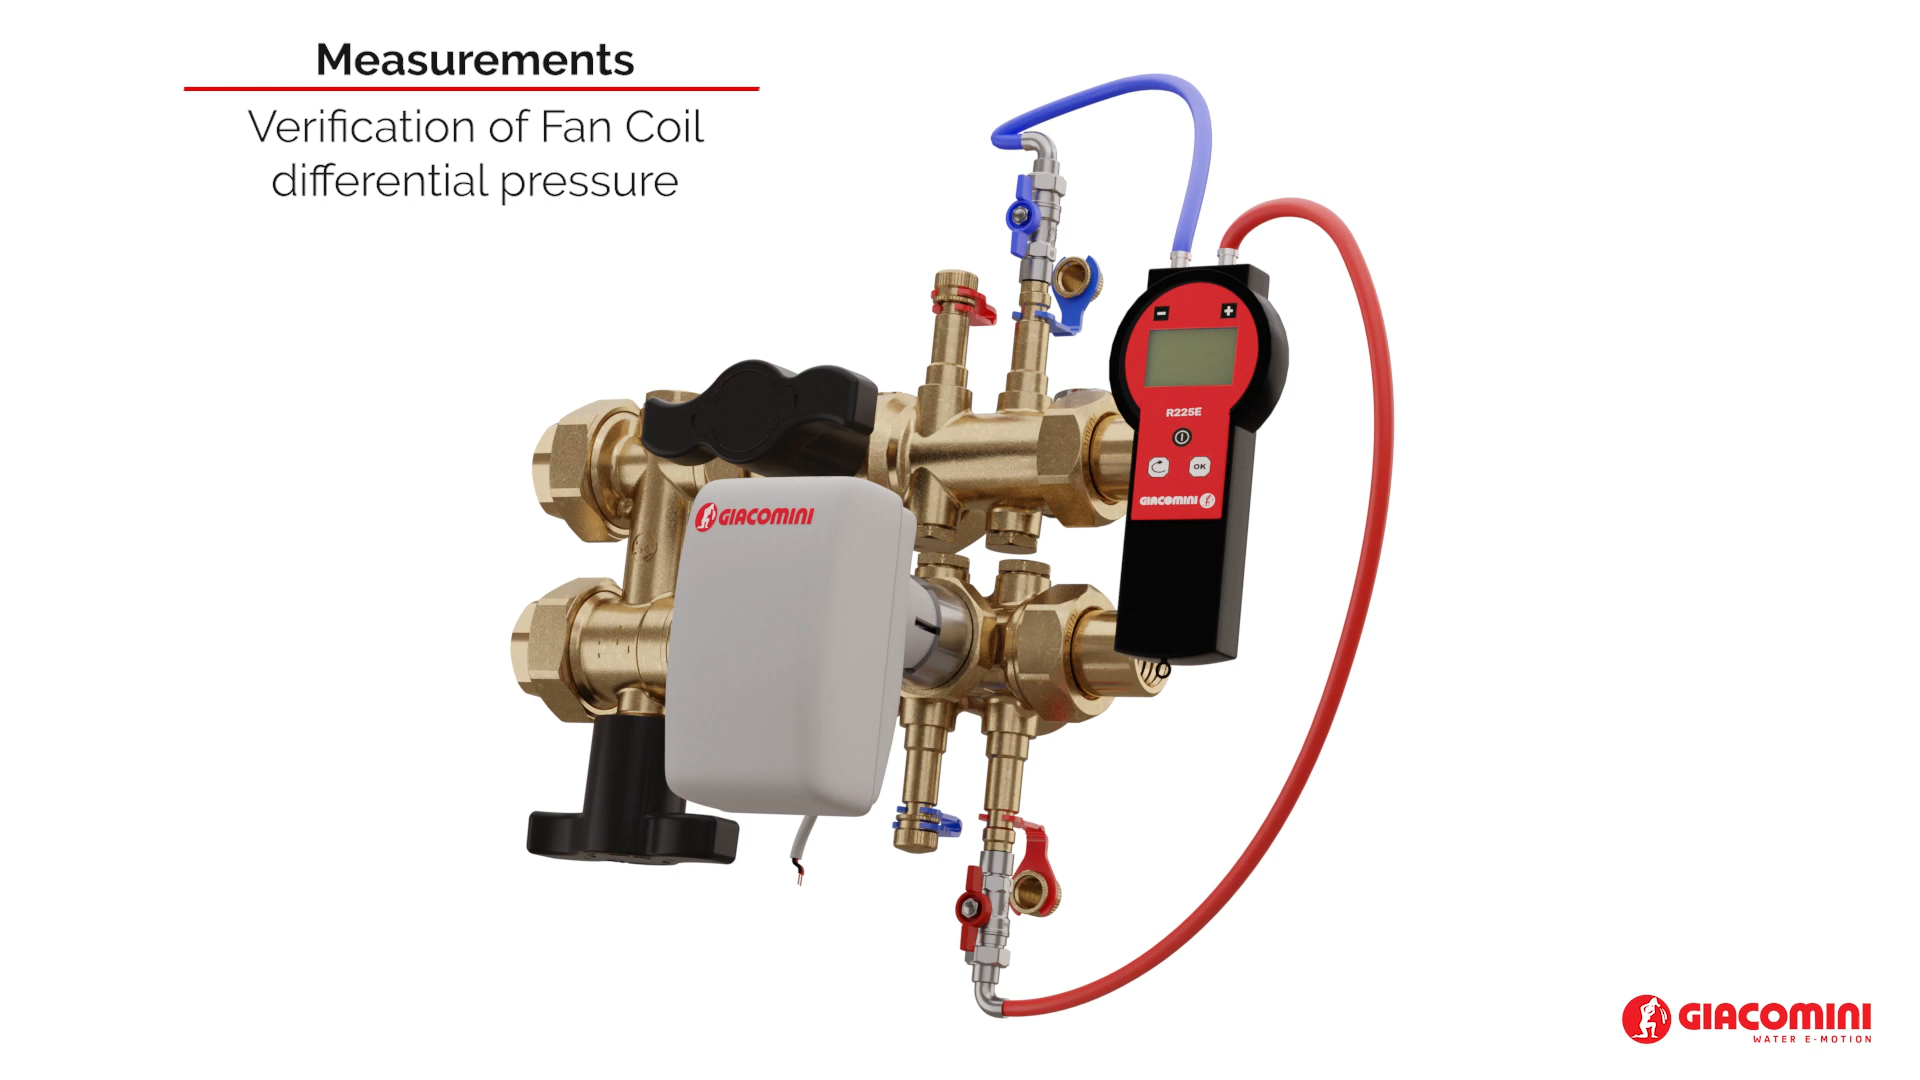 Measurements
Verification of Fan Coil
differential pressure
- +
R225E
OK
GIACOMINI
GIACOMINI
GIACOMINI
WATER E-MOTION